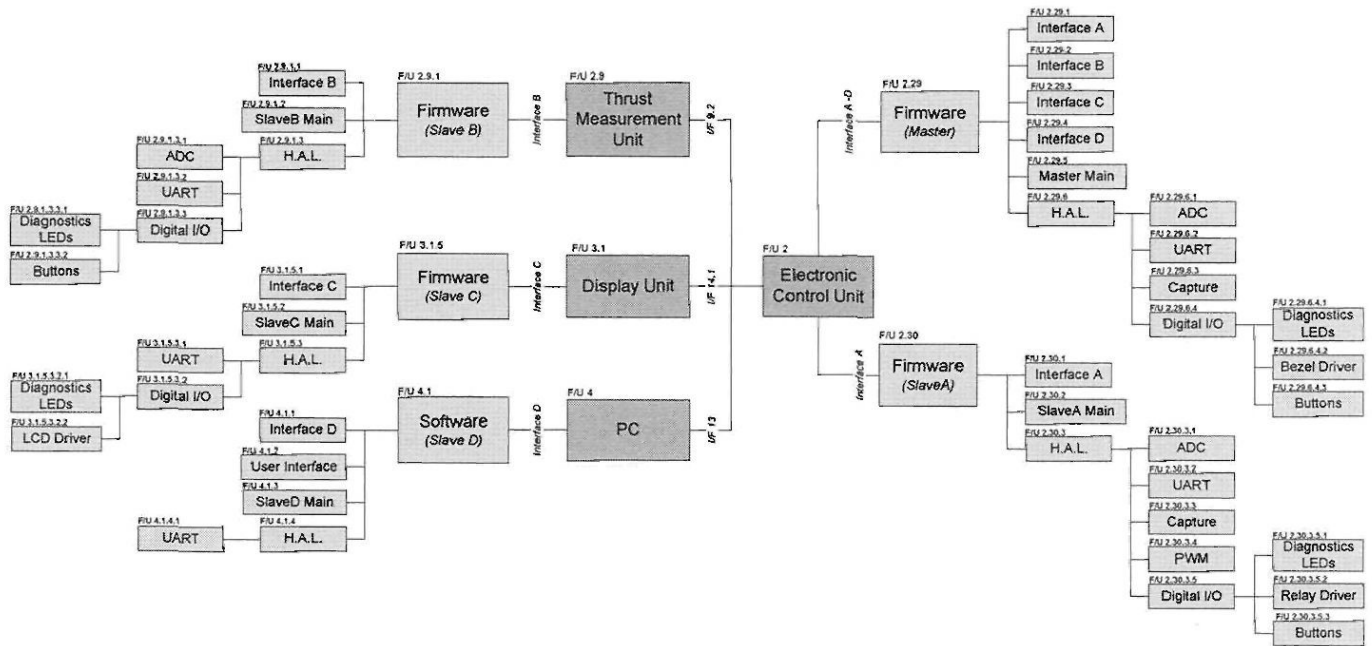 F/U 2.9.1.1
Interface B
F/U 2.9.1.2
SlaveB Main
F/U 2.9.1.3
H.A.L.
F/U 2.9.1.3.1
ADC
F/U 2.9.1.3.2
UART
F/U 2.9.1.3.3
Digital I/O
F/U 2.9.1.3.3.1
Diagnostics
LEDs
F/U 2.9.1.3.3.2
Buttons
F/U 2.9.1
Firmware
(Slave B)
Interface B
F/U 2.9
Thrust
Measurement
Unit
I/F 9.2
F/U 3.1.5.1
Interface C
F/U 3.1.5.2
SlaveC Main
F/U 3.1.5.3
H.A.L.
F/U 3.1.5.3.1
UART
F/U 3.1.5.3.2
Digital I/O
F/U 3.1.5.3.2.1
Diagnostics
LEDs
F/U 3.1.5.3.2.2
LCD Driver
F/U 3.1.5
Firmware
(Slave C)
Interface C
F/U 3.1
Display Unit
I/F 14.1
F/U 4.1.1
Interface D
F/U 4.1.2
User Interface
F/U 4.1.3
SlaveD Main
F/U 4.1.4
H.A.L.
F/U 4.1.4.1
UART
F/U 4.1
Software
(Slave D)
Interface D
F/U 4
PC
I/F 13
F/U 2
Electronic
Control Unit
Interface A -D
F/U 2.29
Firmware
(Master)
F/U 2.29.1
Interface A
F/U 2.29.2
Interface B
F/U 2.29.3
Interface C
F/U 2.29.4
Interface D
F/U 2.29.5
Master Main
F/U 2.29.6
H.A.L.
F/U 2.29.6.1
ADC
F/U 2.29.6.2
UART
F/U 2.29.6.3
Capture
F/U 2.29.6.4
Digital I/O
F/U 2.29.6.4.1
Diagnostics
LEDs
F/U 2.29.6.4.2
Bezel Driver
F/U 2.29.6.4.3
Buttons
Interface A
F/U 2.30
Firmware
(SlaveA)
F/U 2.30.1
Interface A
F/U 2.30.2
SlaveA Main
F/U 2.30.3
H.A.L.
F/U 2.30.3.1
ADC
F/U 2.30.3.2
UART
F/U 2.30.3.3
Capture
F/U 2.30.3.4
PWM
F/U 2.30.3.5
Digital I/O
F/U 2.30.3.5.1
Diagnostics
LEDs
F/U 2.30.3.5.2
Relay Driver
F/U 2.30.3.5.3
Buttons